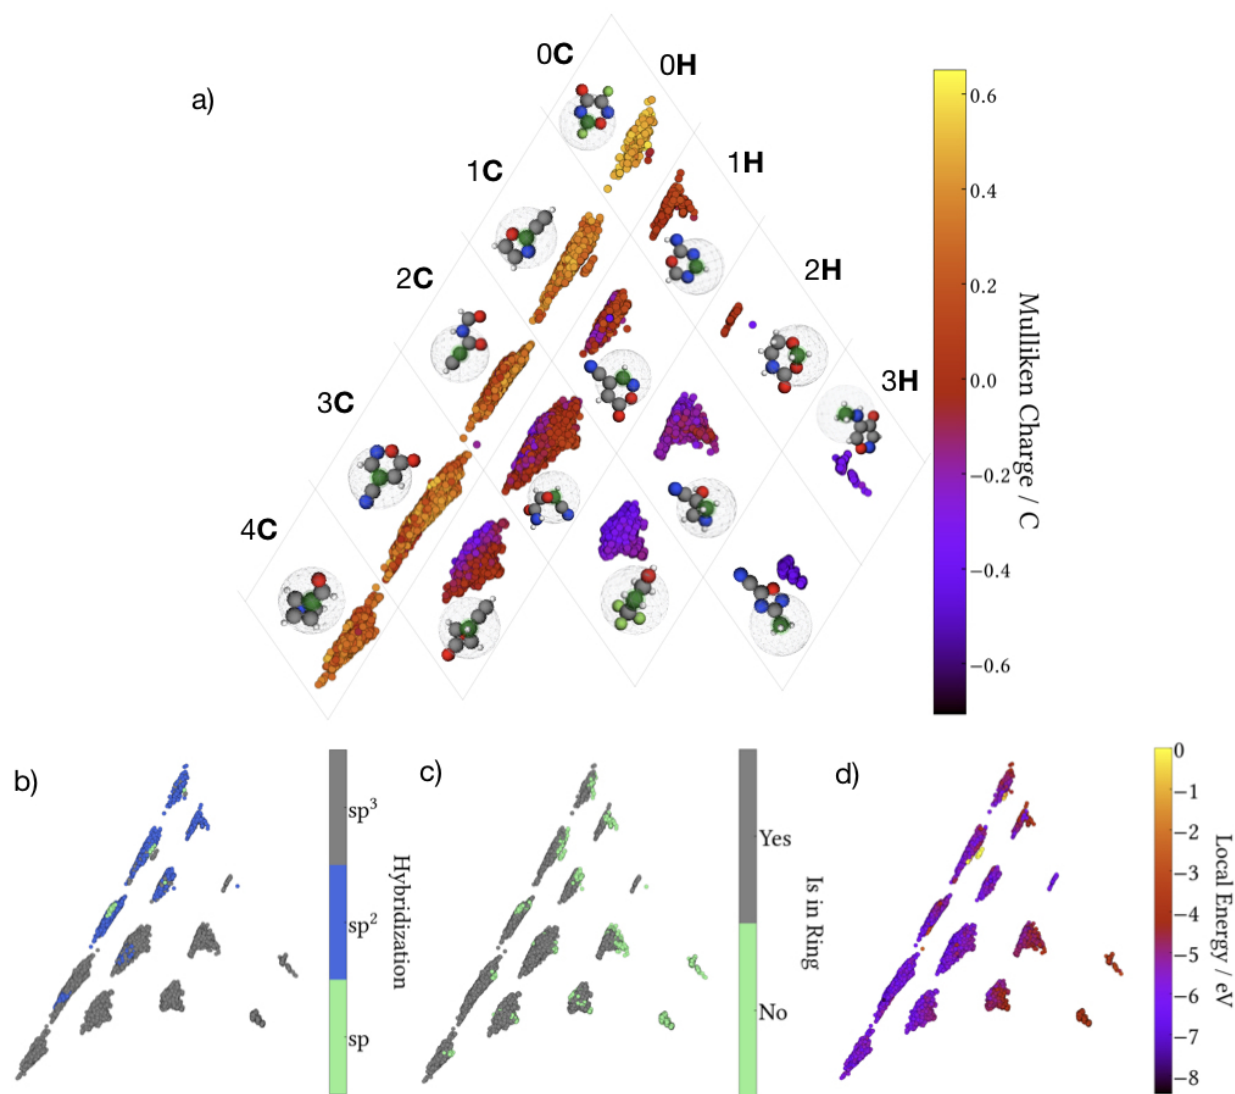 a)
0C
0H
1C
1H
2C
2H
3C
3H
4C
0.6
0.4
0.2
0.0
−0.2
−0.4
−0.6
Mulliken Charge / C
b)
sp³
sp²
sp
Hybridization
c)
Yes
No
Is in Ring
d)
0
−1
−2
−3
−4
−5
−6
−7
−8
Local Energy / eV